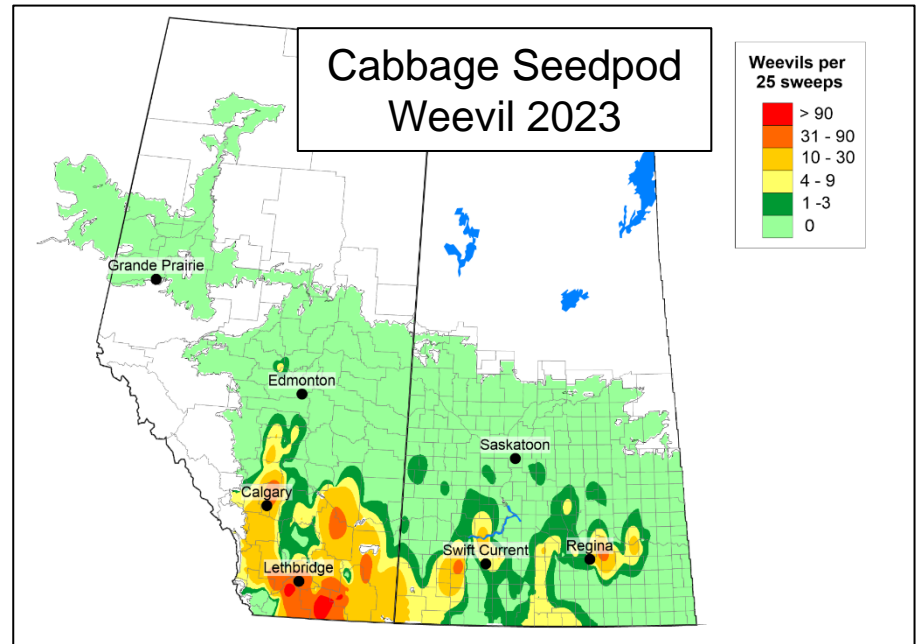 Cabbage Seedpod
Weevil 2023
Weevils per
25 sweeps
> 90
31 - 90
10 - 30
4 - 9
1 -3
0
Grande Prairie
Edmonton
Saskatoon
Calgary
Swift Current
Regina
Lethbridge